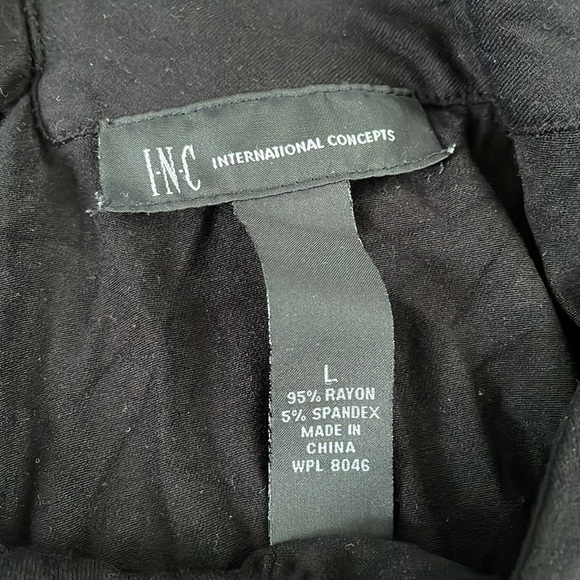 I·N·C INTERNATIONAL CONCEPTS
L
95% RAYON
5% SPANDEX
MADE IN
CHINA
WPL 8046